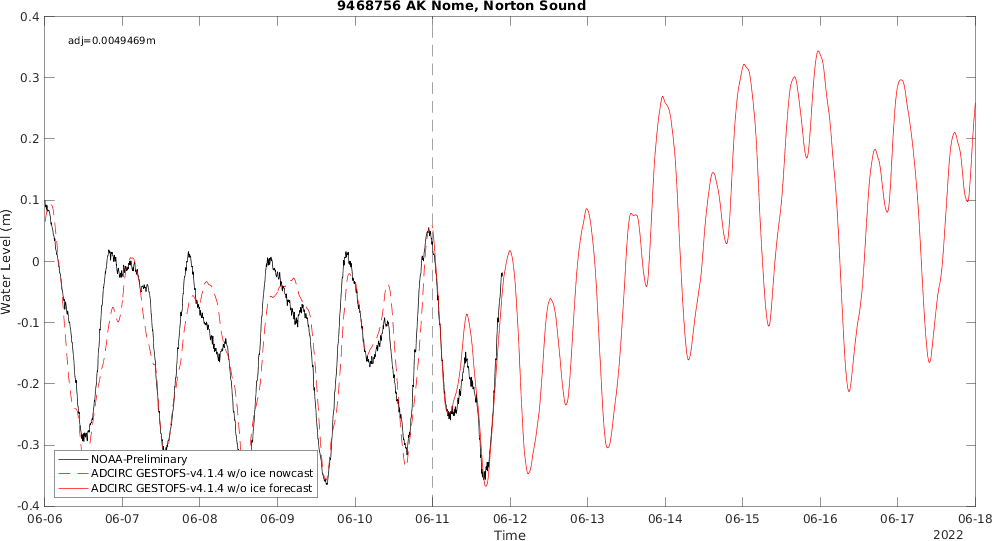 9468756 AK Nome, Norton Sound
adj=0.0049469m
0.4
0.3
0.2
0.1
0
-0.1
-0.2
-0.3
-0.4
Water Level (m)
NOAA-Preliminary
ADCIRC GESTOFS-v4.1.4 w/o ice nowcast
ADCIRC GESTOFS-v4.1.4 w/o ice forecast
06-06 06-07 06-08 06-09 06-10 06-11 06-12 06-13 06-14 06-15 06-16 06-17 06-18
Time
2022